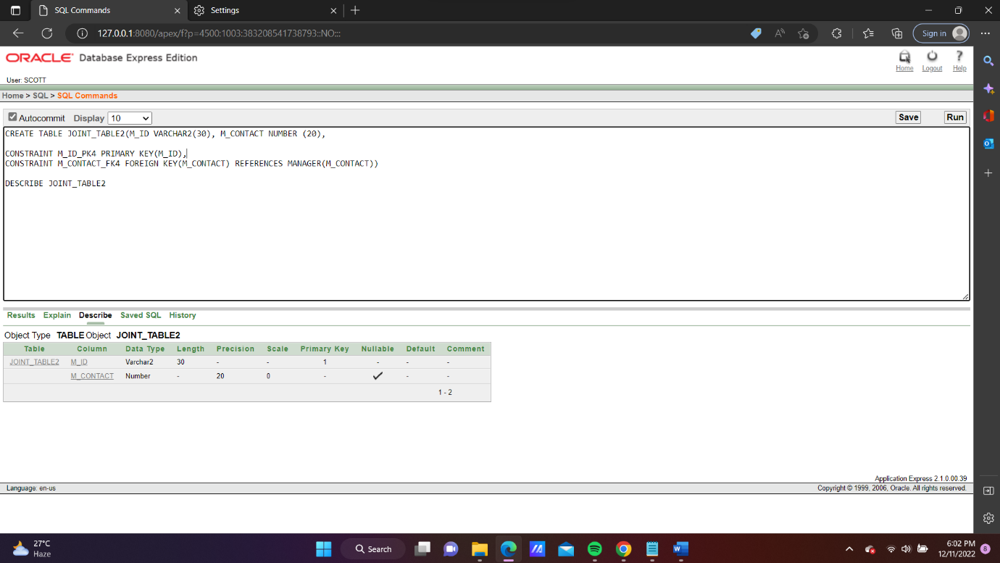 SQL Commands
Settings
127.0.0.1:8080/apex/f?p=4500:1003:383208541738793::NO:::
Sign in
ORACLE Database Express Edition
Home Logout Help
User: SCOTT
Home > SQL > SQL Commands
Autocommit Display 10
Save Run
CREATE TABLE JOINT_TABLE2(M_ID VARCHAR2(30), M_CONTACT NUMBER (20),
CONSTRAINT M_ID_PK4 PRIMARY KEY(M_ID),
CONSTRAINT M_CONTACT_FK4 FOREIGN KEY(M_CONTACT) REFERENCES MANAGER(M_CONTACT))
DESCRIBE JOINT_TABLE2
Results Explain Describe Saved SQL History
Object Type TABLE Object JOINT_TABLE2
Table Column Data Type Length Precision Scale Primary Key Nullable Default Comment
JOINT_TABLE2 M_ID Varchar2 30 - - 1 - - -
M_CONTACT Number - 20 0 - ✓ - -
1 - 2
Application Express 2.1.0.00.39
Language: en-us Copyright © 1999, 2006, Oracle. All rights reserved.
27°C
Haze
Search
6:02 PM
12/11/2022
8